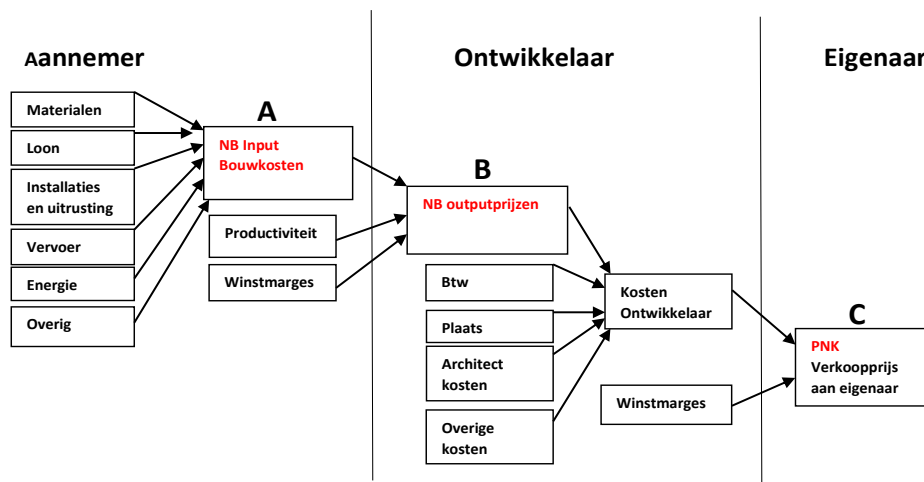 Aannemer
Ontwikkelaar
Eigenaar
Materialen
Loon
Installaties
en uitrusting
Vervoer
Energie
Overig
A
NB Input
Bouwkosten
Productiviteit
Winstmarges
B
NB outputprijzen
Btw
Plaats
Architect
kosten
Overige
kosten
Kosten
Ontwikkelaar
Winstmarges
C
PNK
Verkoopprijs
aan eigenaar